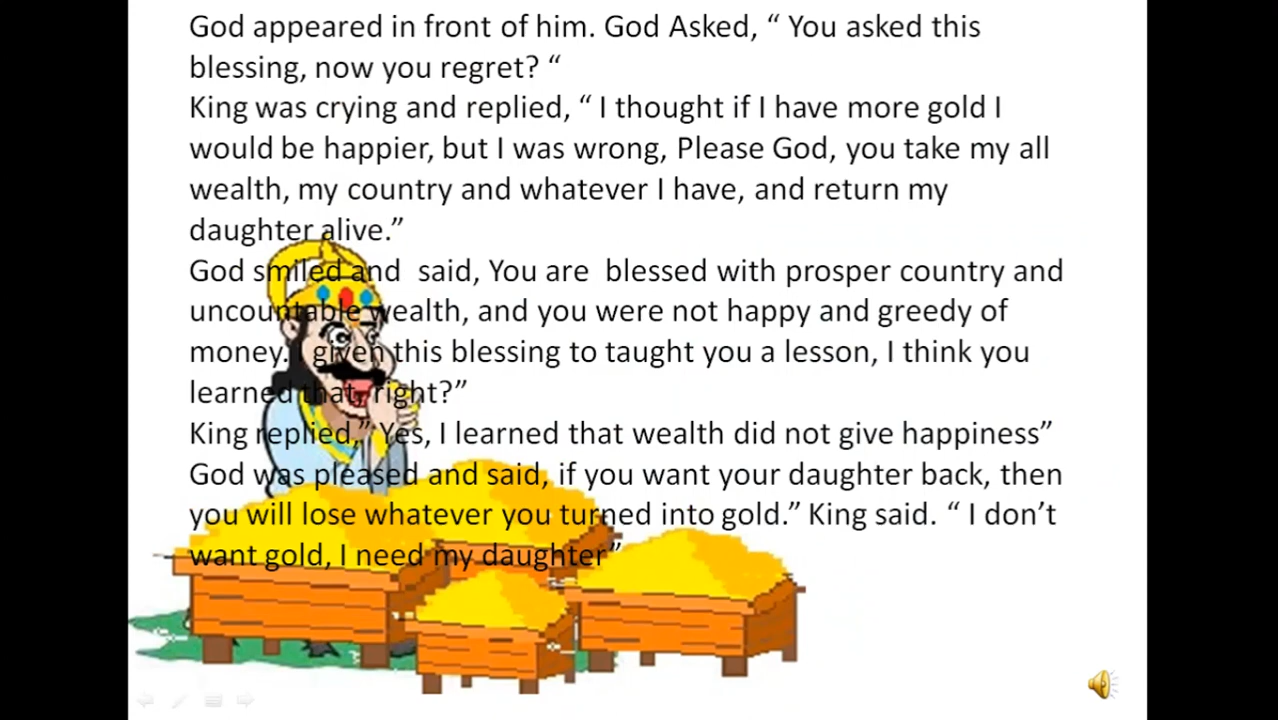 God appeared in front of him. God Asked, “ You asked this
blessing, now you regret? “
King was crying and replied, “ I thought if I have more gold I
would be happier, but I was wrong, Please God, you take my all
wealth, my country and whatever I have, and return my
daughter alive.”
God smiled and  said, You are  blessed with prosper country and
uncountable wealth, and you were not happy and greedy of
money. I given this blessing to taught you a lesson, I think you
learned that, right?”
King replied,” Yes, I learned that wealth did not give happiness”
God was pleased and said, if you want your daughter back, then
you will lose whatever you turned into gold.” King said. “ I don’t
want gold, I need my daughter”